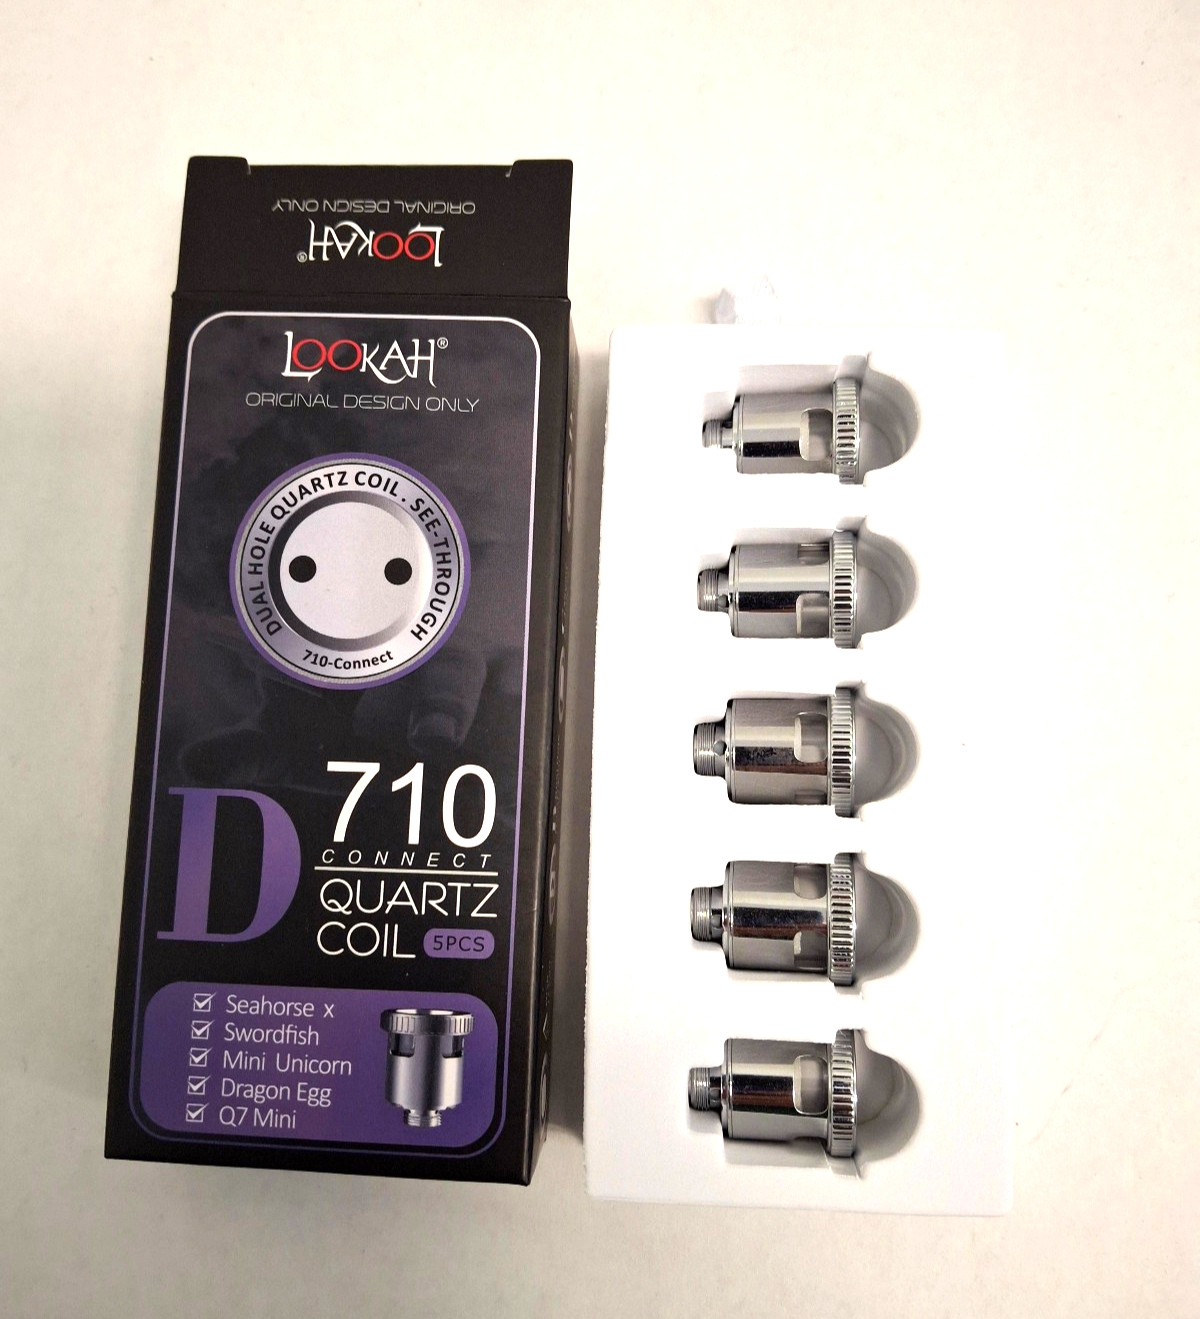 ORIGINAL DESIGN ONLY
LOOKAH®
LOOKAH®
ORIGINAL DESIGN ONLY
DUAL HOLE QUARTZ COIL . SEE-THROUGH
710-Connect
D
710
CONNECT
QUARTZ
COIL 5PCS
Seahorse x
Swordfish
Mini Unicorn
Dragon Egg
Q7 Mini